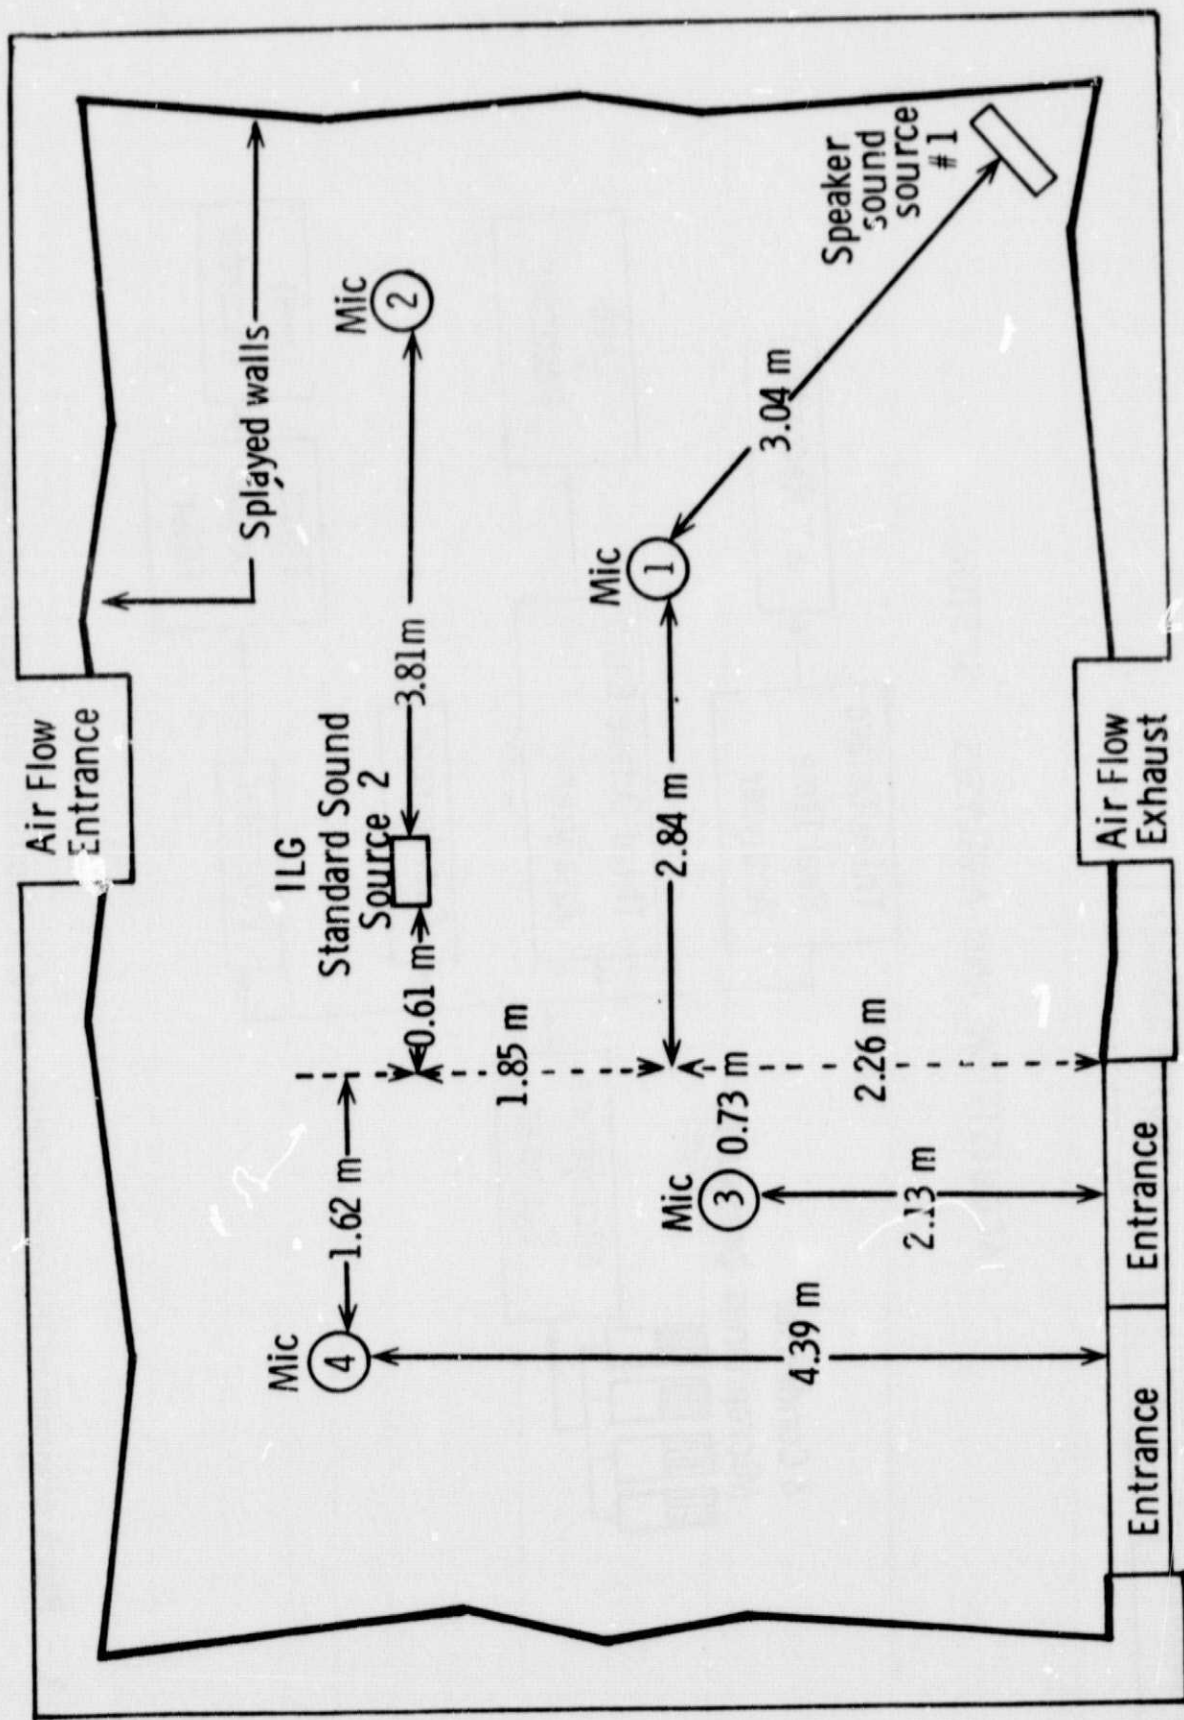 Air Flow
Entrance
Splayed walls
ILG
Standard Sound
Source 2
Mic
2
3.81m
0.61 m
1.62 m
Mic
4
1.85 m
Mic
1
2.84 m
3.04 m
Speaker
sound
source
#1
Mic
3
0.73 m
2.26 m
2.13 m
4.39 m
Entrance
Entrance
Air Flow
Exhaust